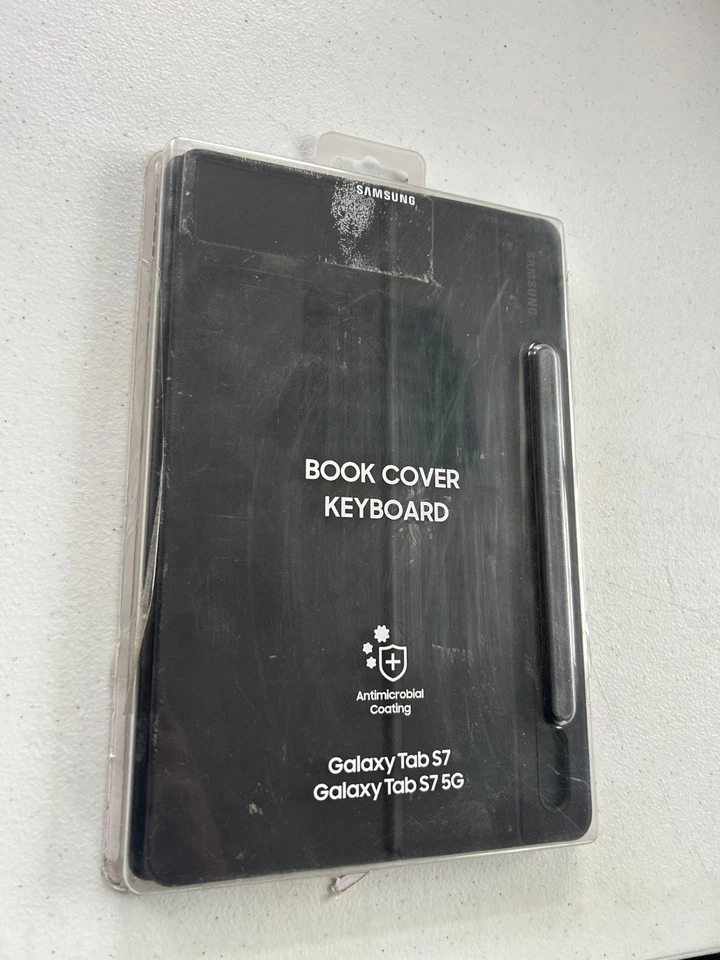 SAMSUNG
SAMSUNG
BOOK COVER
KEYBOARD
Antimicrobial
Coating
Galaxy Tab S7
Galaxy Tab S7 5G